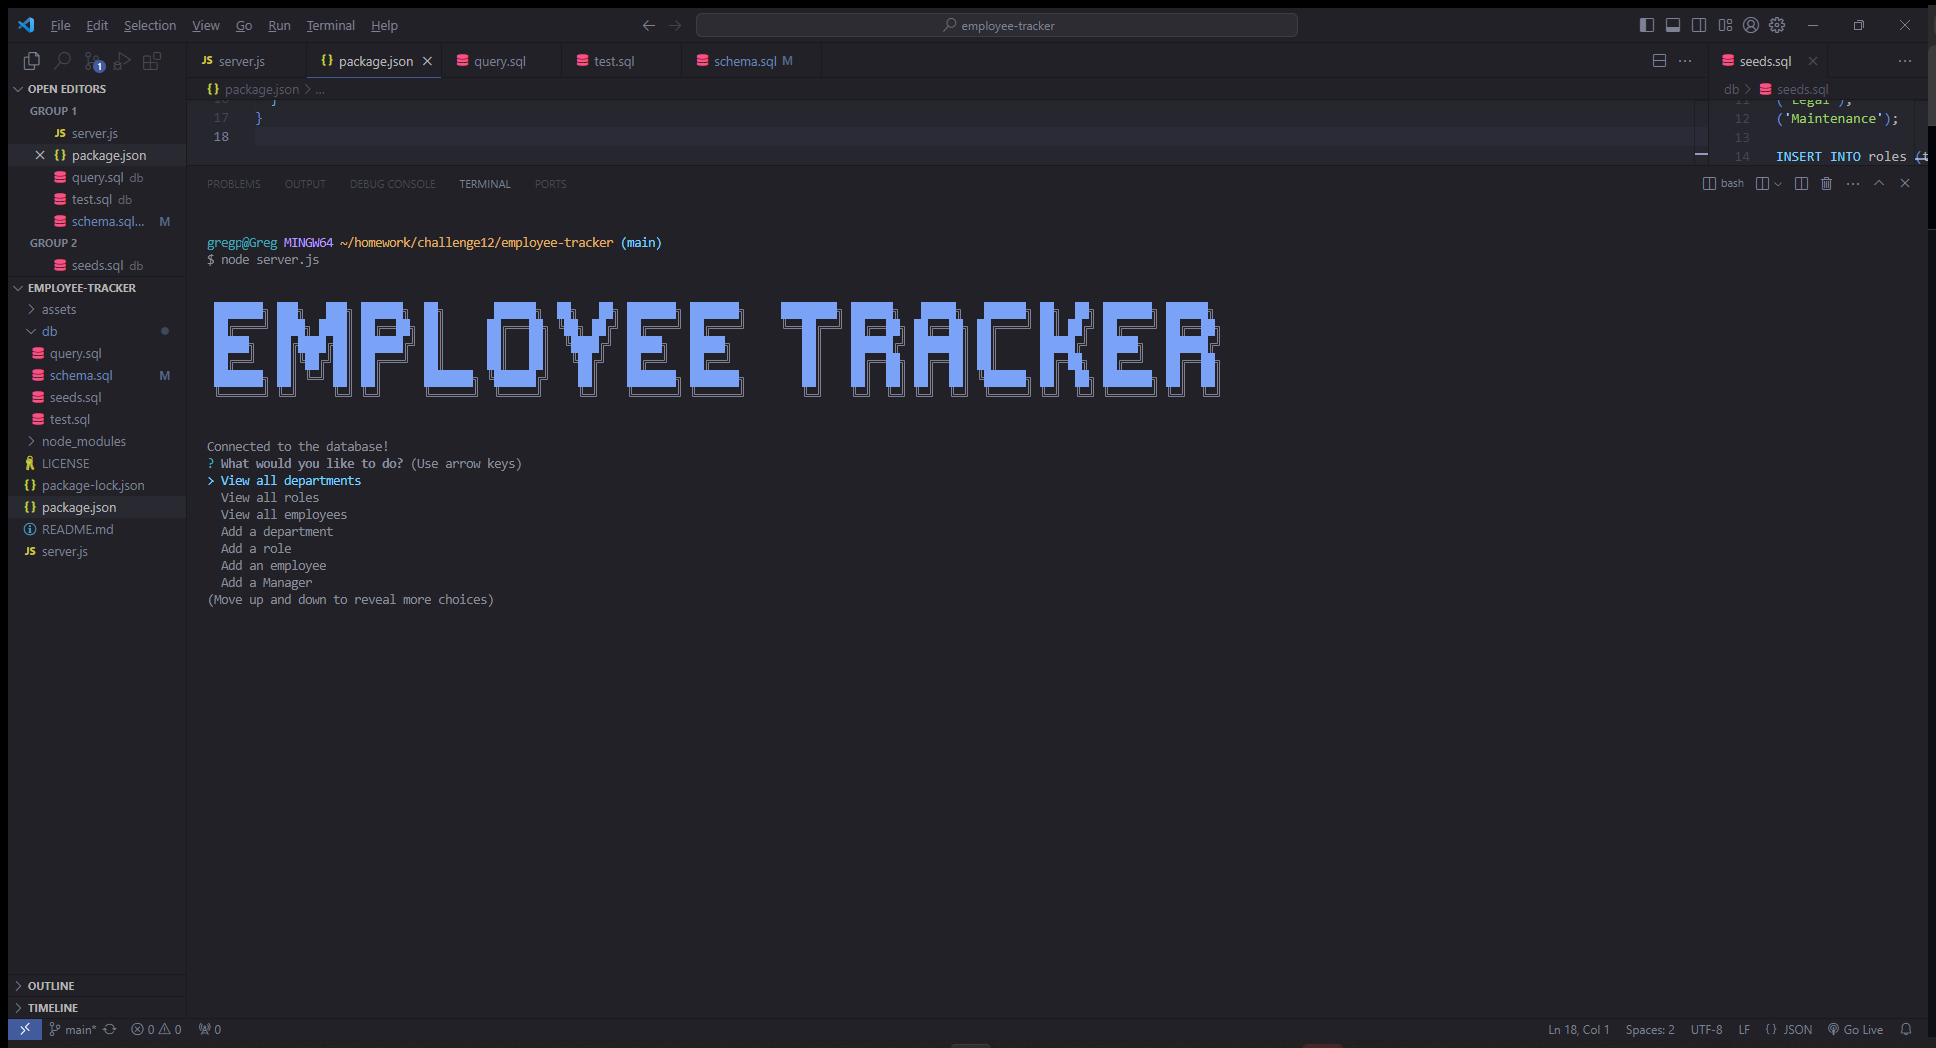 File Edit Selection View Go Run Terminal Help
employee-tracker
OPEN EDITORS
GROUP 1
server.js
package.json
query.sql db
test.sql db
schema.sql... M
GROUP 2
seeds.sql db
EMPLOYEE-TRACKER
assets
db
query.sql
schema.sql M
seeds.sql
test.sql
node_modules
LICENSE
package-lock.json
package.json
README.md
server.js
OUTLINE
TIMELINE
JS server.js
{} package.json
query.sql
test.sql
schema.sql M
{} package.json > ...
17 }
18
seeds.sql
db > seeds.sql
('Legal'),
12 ('Maintenance');
13
14 INSERT INTO roles (t
PROBLEMS OUTPUT DEBUG CONSOLE TERMINAL PORTS
bash
gregp@Greg MINGW64 ~/homework/challenge12/employee-tracker (main)
$ node server.js
EMPLOYEE TRACKER
Connected to the database!
? What would you like to do? (Use arrow keys)
> View all departments
View all roles
View all employees
Add a department
Add a role
Add an employee
Add a Manager
(Move up and down to reveal more choices)
main* 0 0 0
Ln 18, Col 1 Spaces: 2 UTF-8 LF {} JSON Go Live